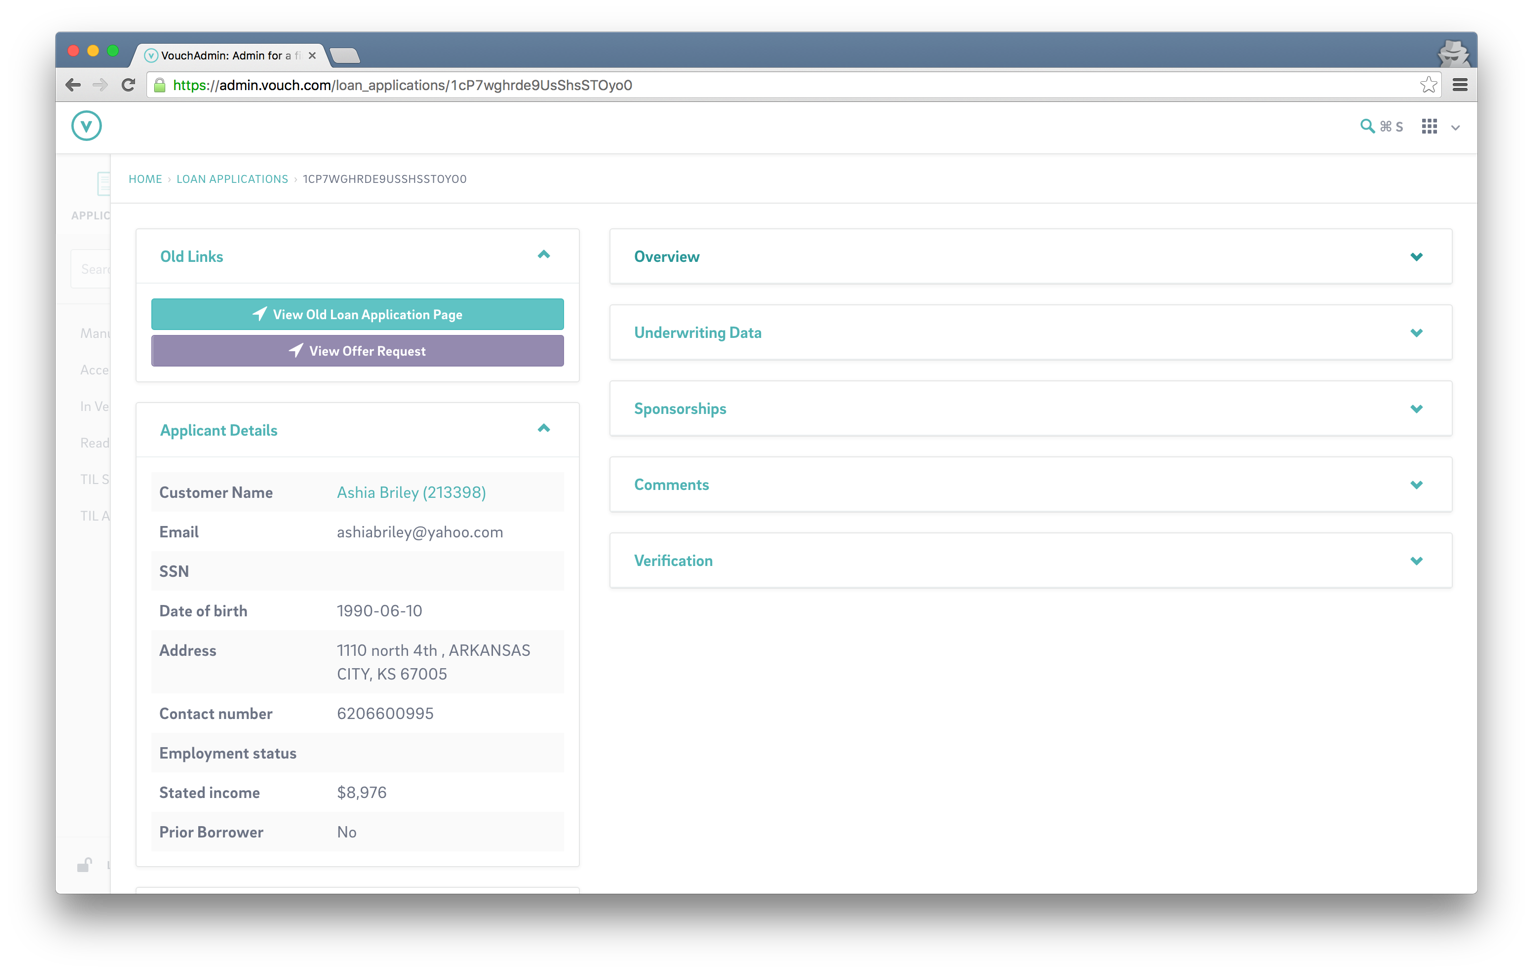 VouchAdmin: Admin for a fi
https://admin.vouch.com/loan_applications/1cP7wghrde9UsShsSTOyo0
⌘ S
HOME › LOAN APPLICATIONS › 1CP7WGHRDE9USSHSSTOYO0
APPLIC
Sear
Manu
Acce
In Ve
Read
TIL S
TIL A
Old Links
View Old Loan Application Page
View Offer Request
Applicant Details
Customer Name Ashia Briley (213398)
Email ashiabriley@yahoo.com
SSN
Date of birth 1990-06-10
Address 1110 north 4th , ARKANSAS
CITY, KS 67005
Contact number 6206600995
Employment status
Stated income $8,976
Prior Borrower No
Overview
Underwriting Data
Sponsorships
Comments
Verification